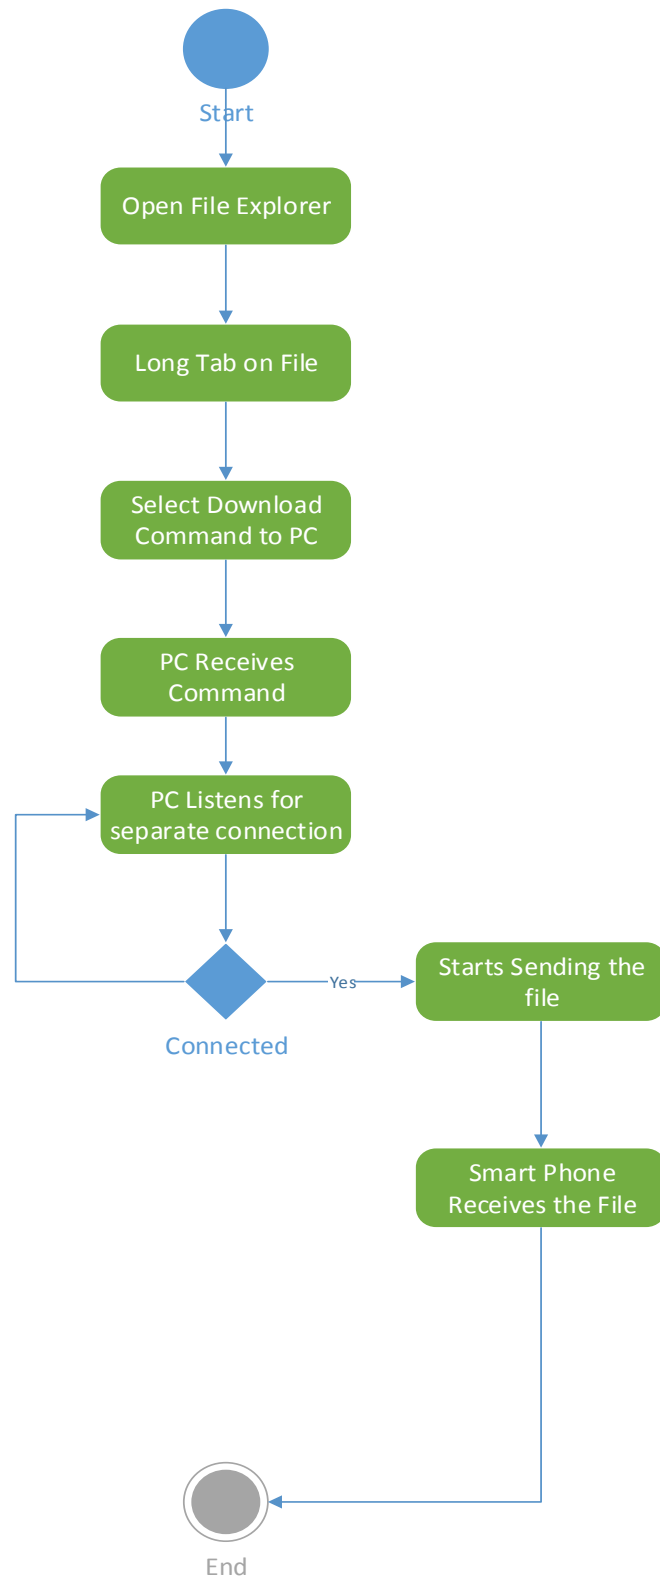 Start
Open File Explorer
Long Tab on File
Select Download
Command to PC
PC Receives
Command
PC Listens for
separate connection
Yes
Connected
Starts Sending the
file
Smart Phone
Receives the File
End